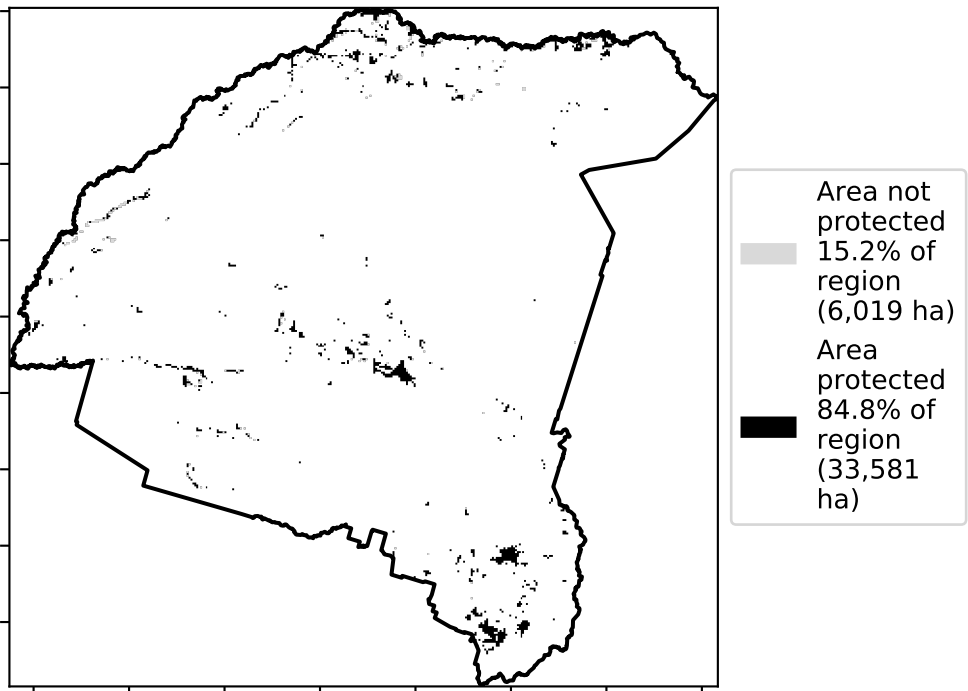 Area not
protected
15.2% of
region
(6,019 ha)
Area
protected
84.8% of
region
(33,581
ha)